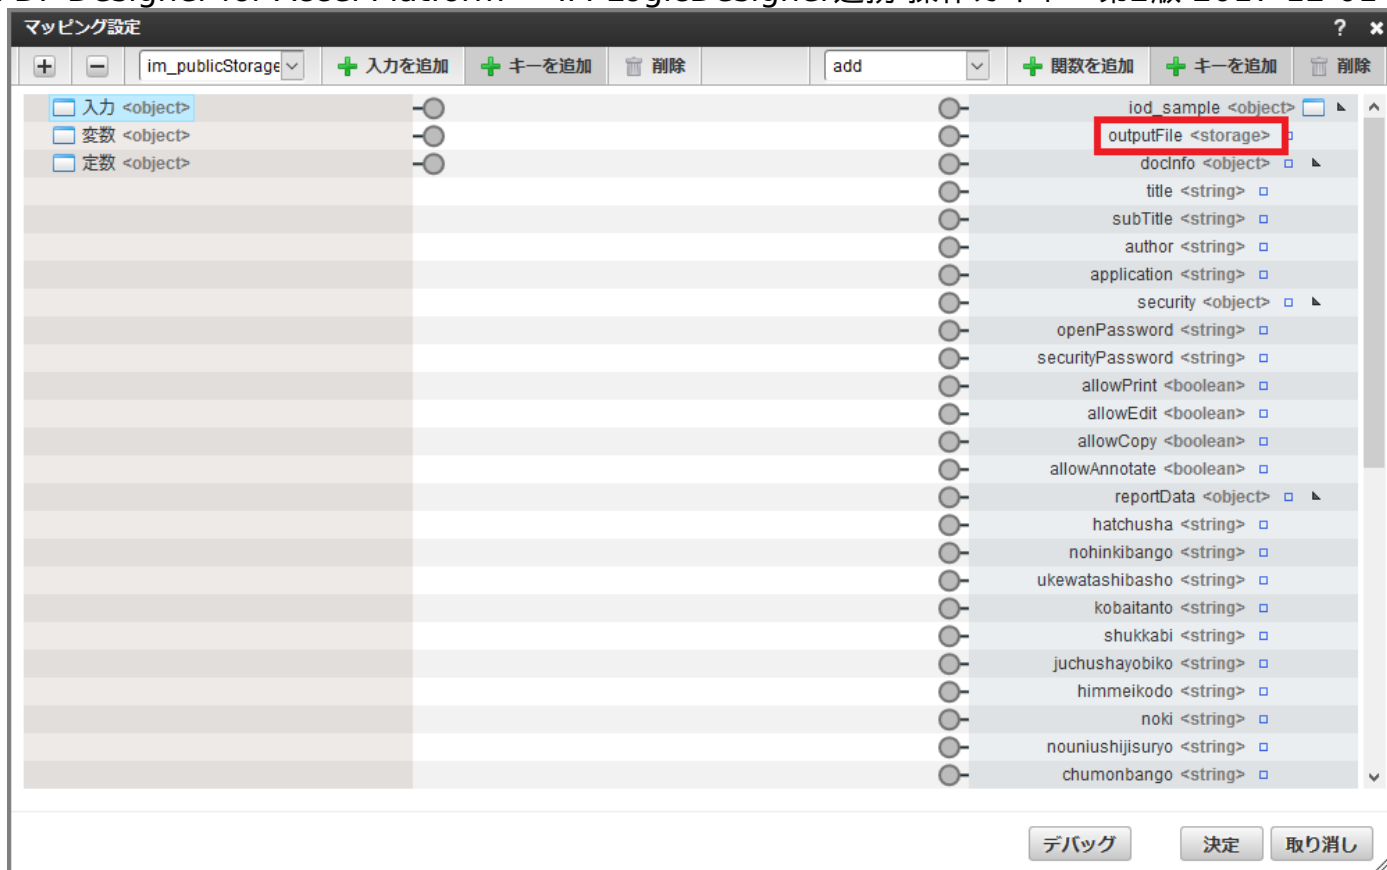 マッピング設定 ?
im_publicStorage 入力を追加 キーを追加 削除 add 関数を追加 キーを追加 削除
入力 <object> iod_sample <object>
変数 <object> outputFile <storage>
定数 <object> docInfo <object>
title <string>
subTitle <string>
author <string>
application <string>
security <object>
openPassword <string>
securityPassword <string>
allowPrint <boolean>
allowEdit <boolean>
allowCopy <boolean>
allowAnnotate <boolean>
reportData <object>
hatchusha <string>
nohinkibango <string>
ukewatashibasho <string>
kobaitanto <string>
shukkabi <string>
juchushayobiko <string>
himmeikodo <string>
noki <string>
nouniushijisuryo <string>
chumonbango <string>
デバッグ 決定 取り消し